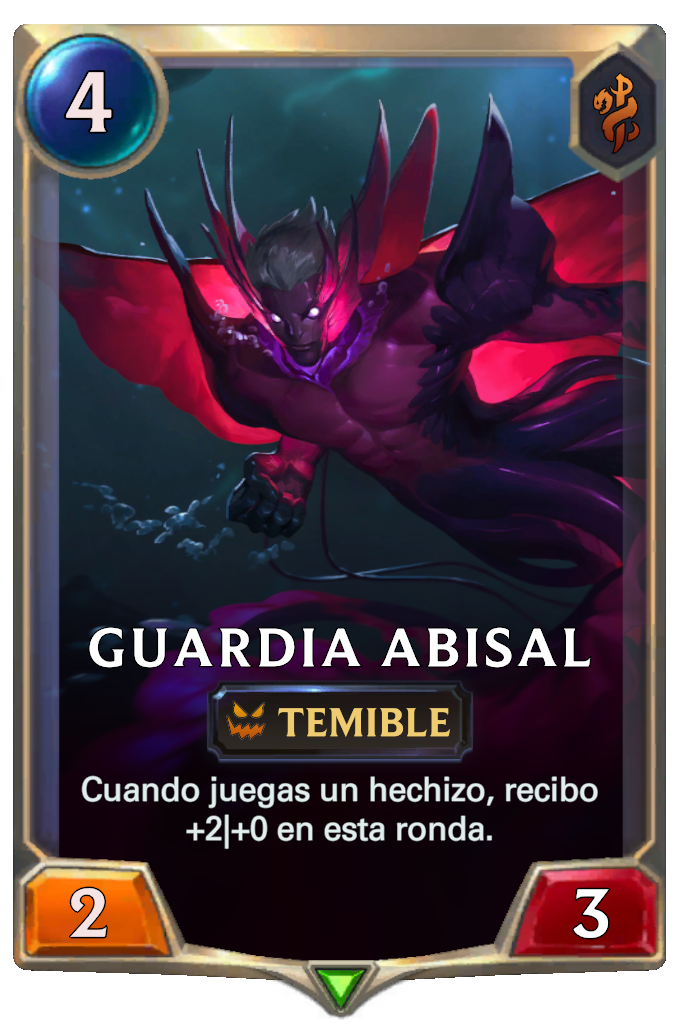 4
GUARDIA ABISAL
TEMIBLE
Cuando juegas un hechizo, recibo
+2|+0 en esta ronda.
2
3